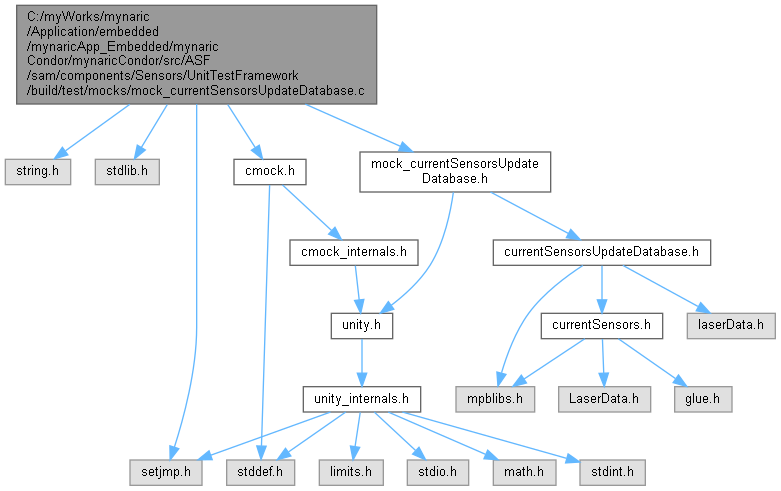 C:/myWorks/mynaric
/Application/embedded
/mynaricApp_Embedded/mynaric
Condor/mynaricCondor/src/ASF
/sam/components/Sensors/UnitTestFramework
/build/test/mocks/mock_currentSensorsUpdateDatabase.c
string.h
stdlib.h
cmock.h
mock_currentSensorsUpdate
Database.h
cmock_internals.h
currentSensorsUpdateDatabase.h
unity.h
currentSensors.h
laserData.h
unity_internals.h
mpblibs.h
LaserData.h
glue.h
setjmp.h
stddef.h
limits.h
stdio.h
math.h
stdint.h